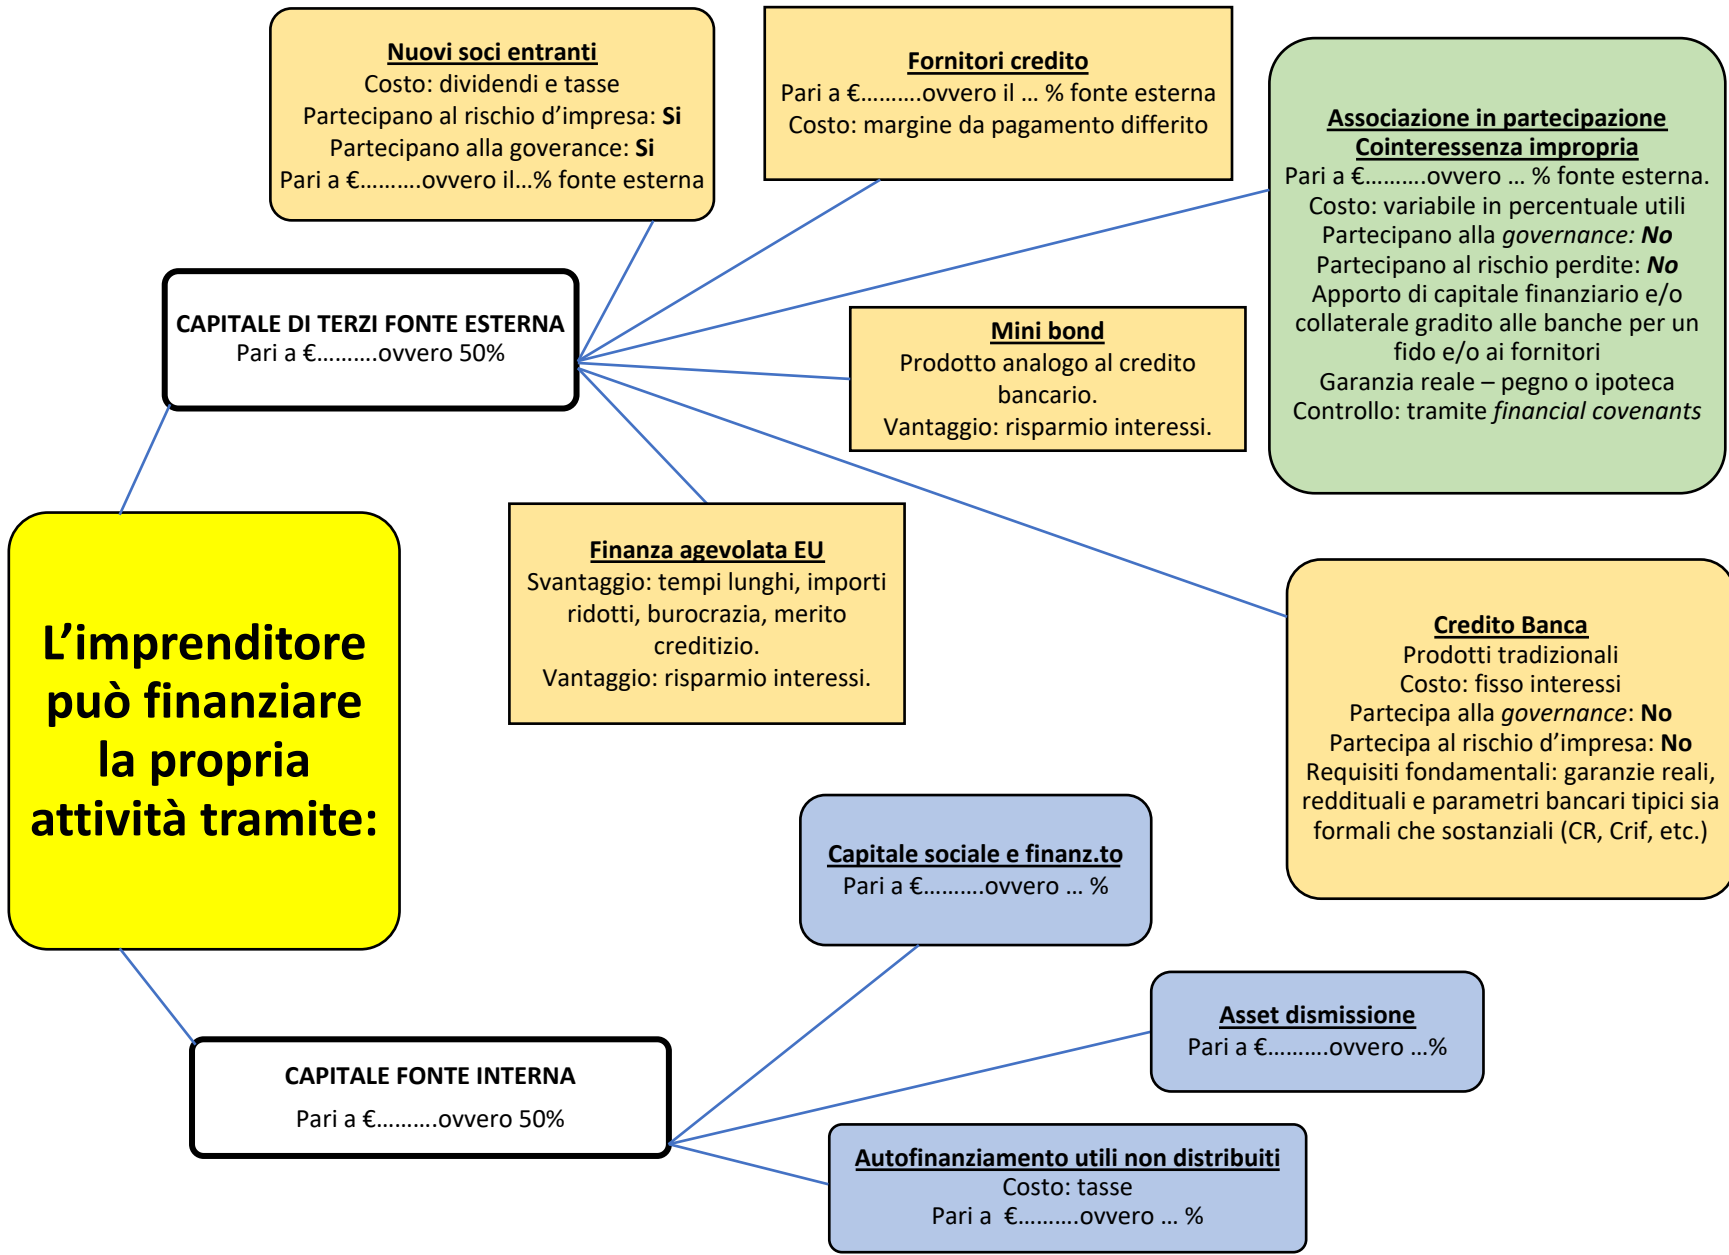 Nuovi soci entranti
Costo: dividendi e tasse
Partecipano al rischio d’impresa: Si
Partecipano alla goverance: Si
Pari a €……….ovvero il…% fonte esterna
Fornitori credito
Pari a €……….ovvero il … % fonte esterna
Costo: margine da pagamento differito
Associazione in partecipazione
Cointeressenza impropria
Pari a €……….ovvero … % fonte esterna.
Costo: variabile in percentuale utili
Partecipano alla governance: No
Partecipano al rischio perdite: No
Apporto di capitale finanziario e/o
collaterale gradito alle banche per un
fido e/o ai fornitori
Garanzia reale – pegno o ipoteca
Controllo: tramite financial covenants
CAPITALE DI TERZI FONTE ESTERNA
Pari a €……….ovvero 50%
Mini bond
Prodotto analogo al credito
bancario.
Vantaggio: risparmio interessi.
Finanza agevolata EU
Svantaggio: tempi lunghi, importi
ridotti, burocrazia, merito
creditizio.
Vantaggio: risparmio interessi.
L’imprenditore
può finanziare
la propria
attività tramite:
Credito Banca
Prodotti tradizionali
Costo: fisso interessi
Partecipa alla governance: No
Partecipa al rischio d’impresa: No
Requisiti fondamentali: garanzie reali,
reddituali e parametri bancari tipici sia
formali che sostanziali (CR, Crif, etc.)
Capitale sociale e finanz.to
Pari a €……….ovvero … %
Asset dismissione
Pari a €……….ovvero …%
CAPITALE FONTE INTERNA
Pari a €……….ovvero 50%
Autofinanziamento utili non distribuiti
Costo: tasse
Pari a €……….ovvero … %